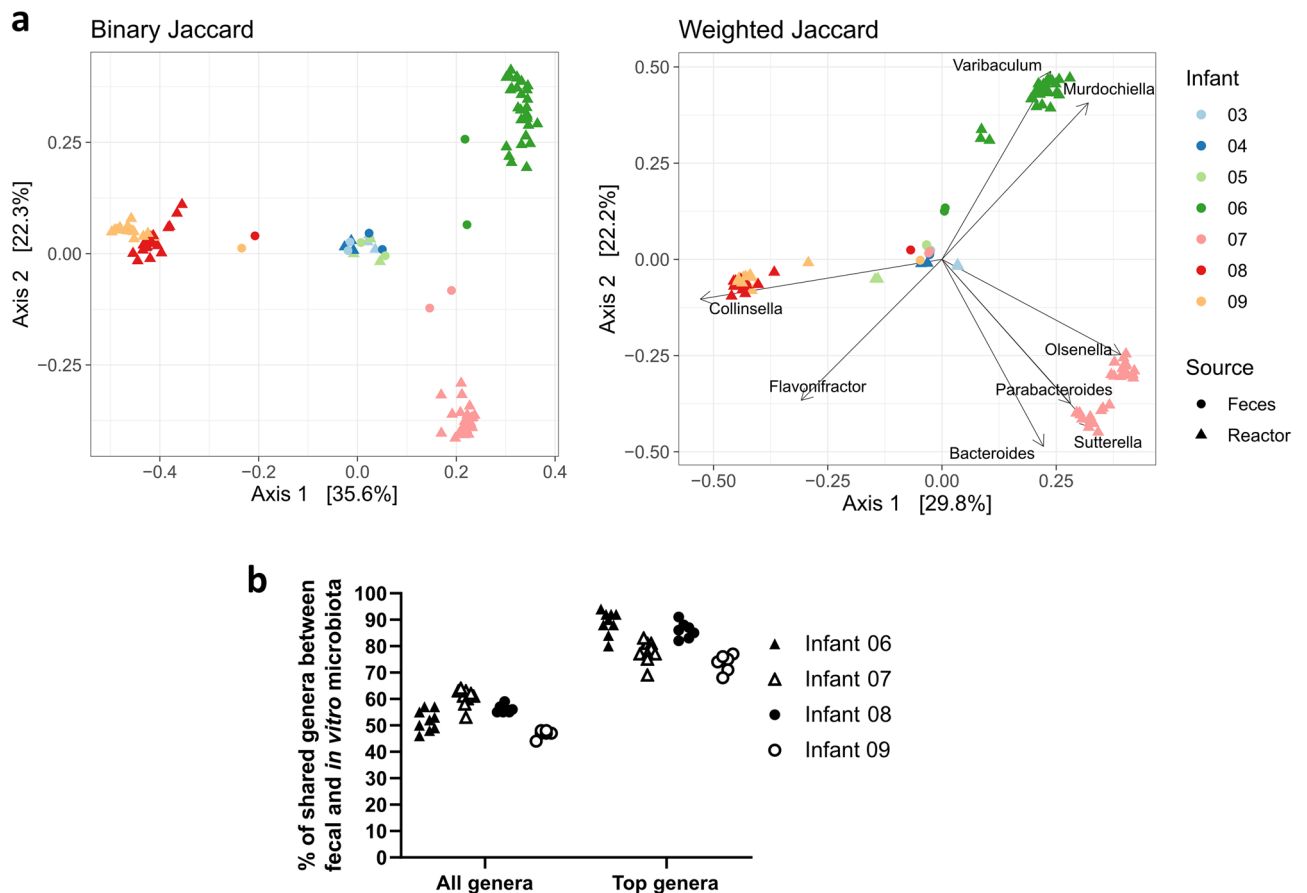 a
Binary Jaccard
Weighted Jaccard
Axis 2   [22.3%]
0.25
0.00
−0.25
−0.4
−0.2
0.0
0.2
0.4
Axis 1   [35.6%]
Axis 2   [22.2%]
0.50
0.25
0.00
−0.25
−0.50
Varibaculum
Murdochiella
Collinsella
Flavonifractor
Olsenella
Parabacteroides
Sutterella
Bacteroides
−0.50
−0.25
0.00
0.25
Axis 1   [29.8%]
Infant
03
04
05
06
07
08
09
Source
Feces
Reactor
b
% of shared genera between
fecal and in vitro microbiota
100
90
80
70
60
50
40
30
20
10
0
All genera
Top genera
Infant 06
Infant 07
Infant 08
Infant 09